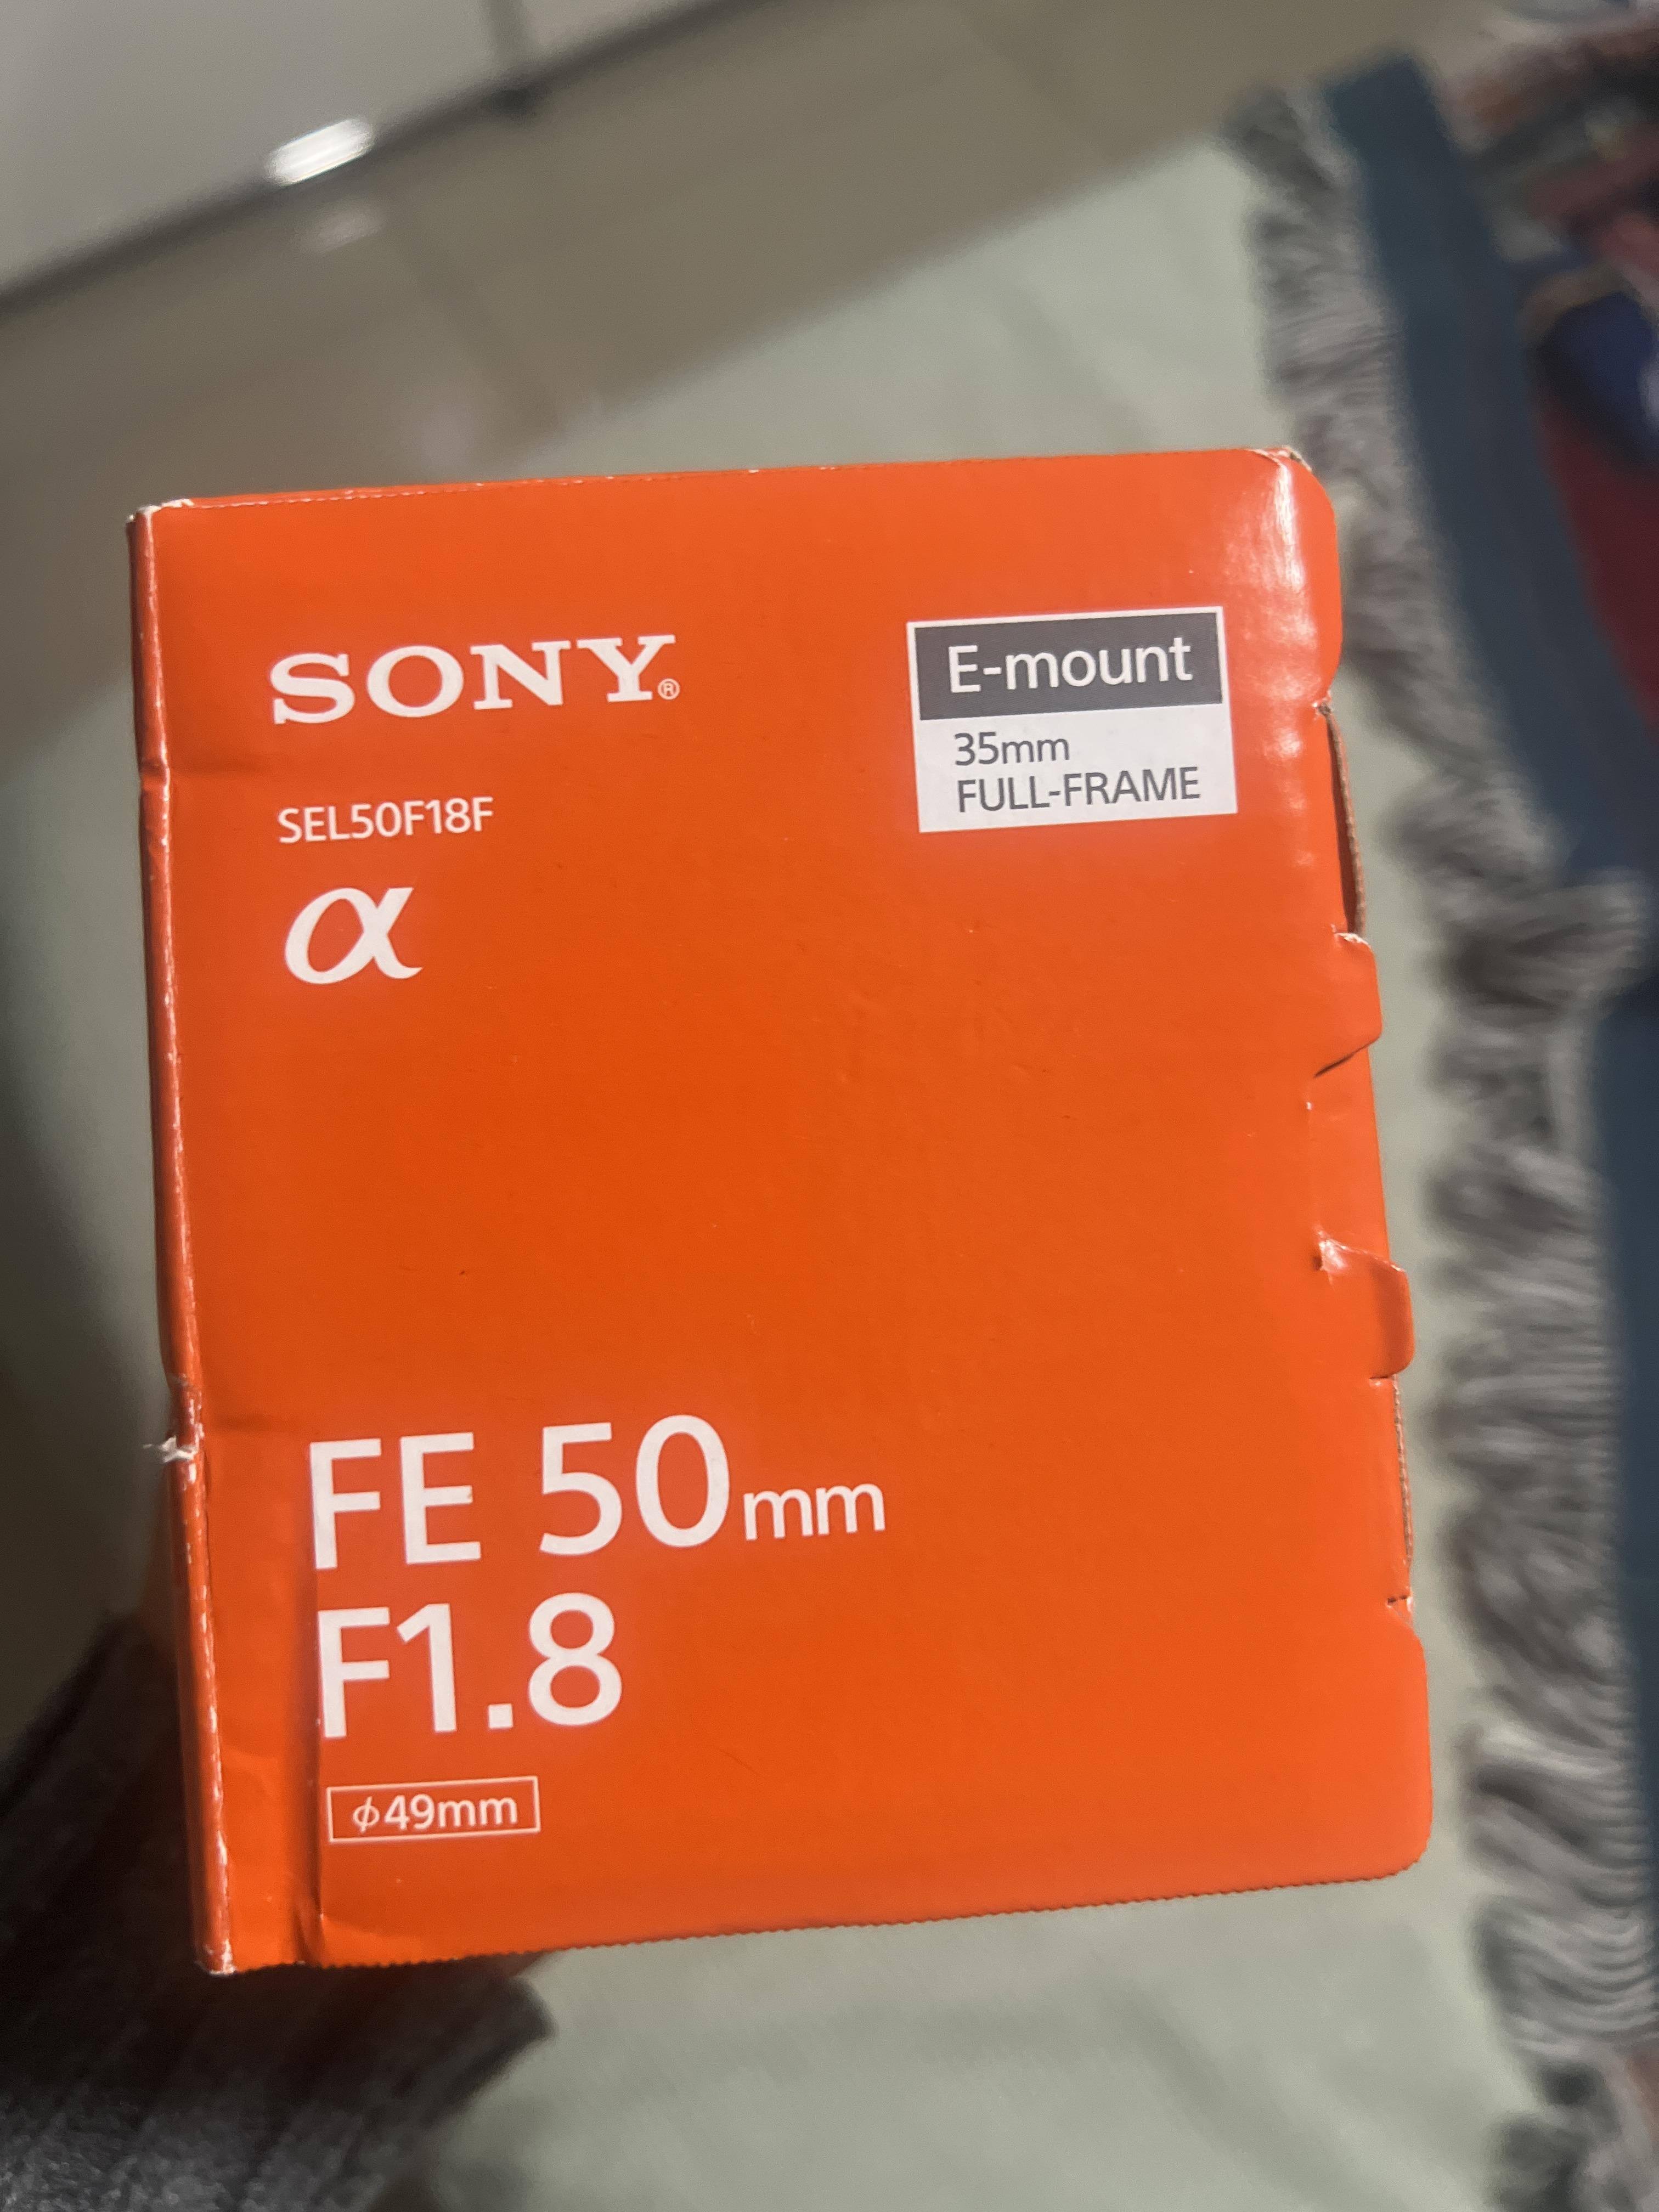 SONY®
E-mount
35mm
FULL-FRAME
SEL50F18F
α
FE 50mm
F1.8
ϕ49mm